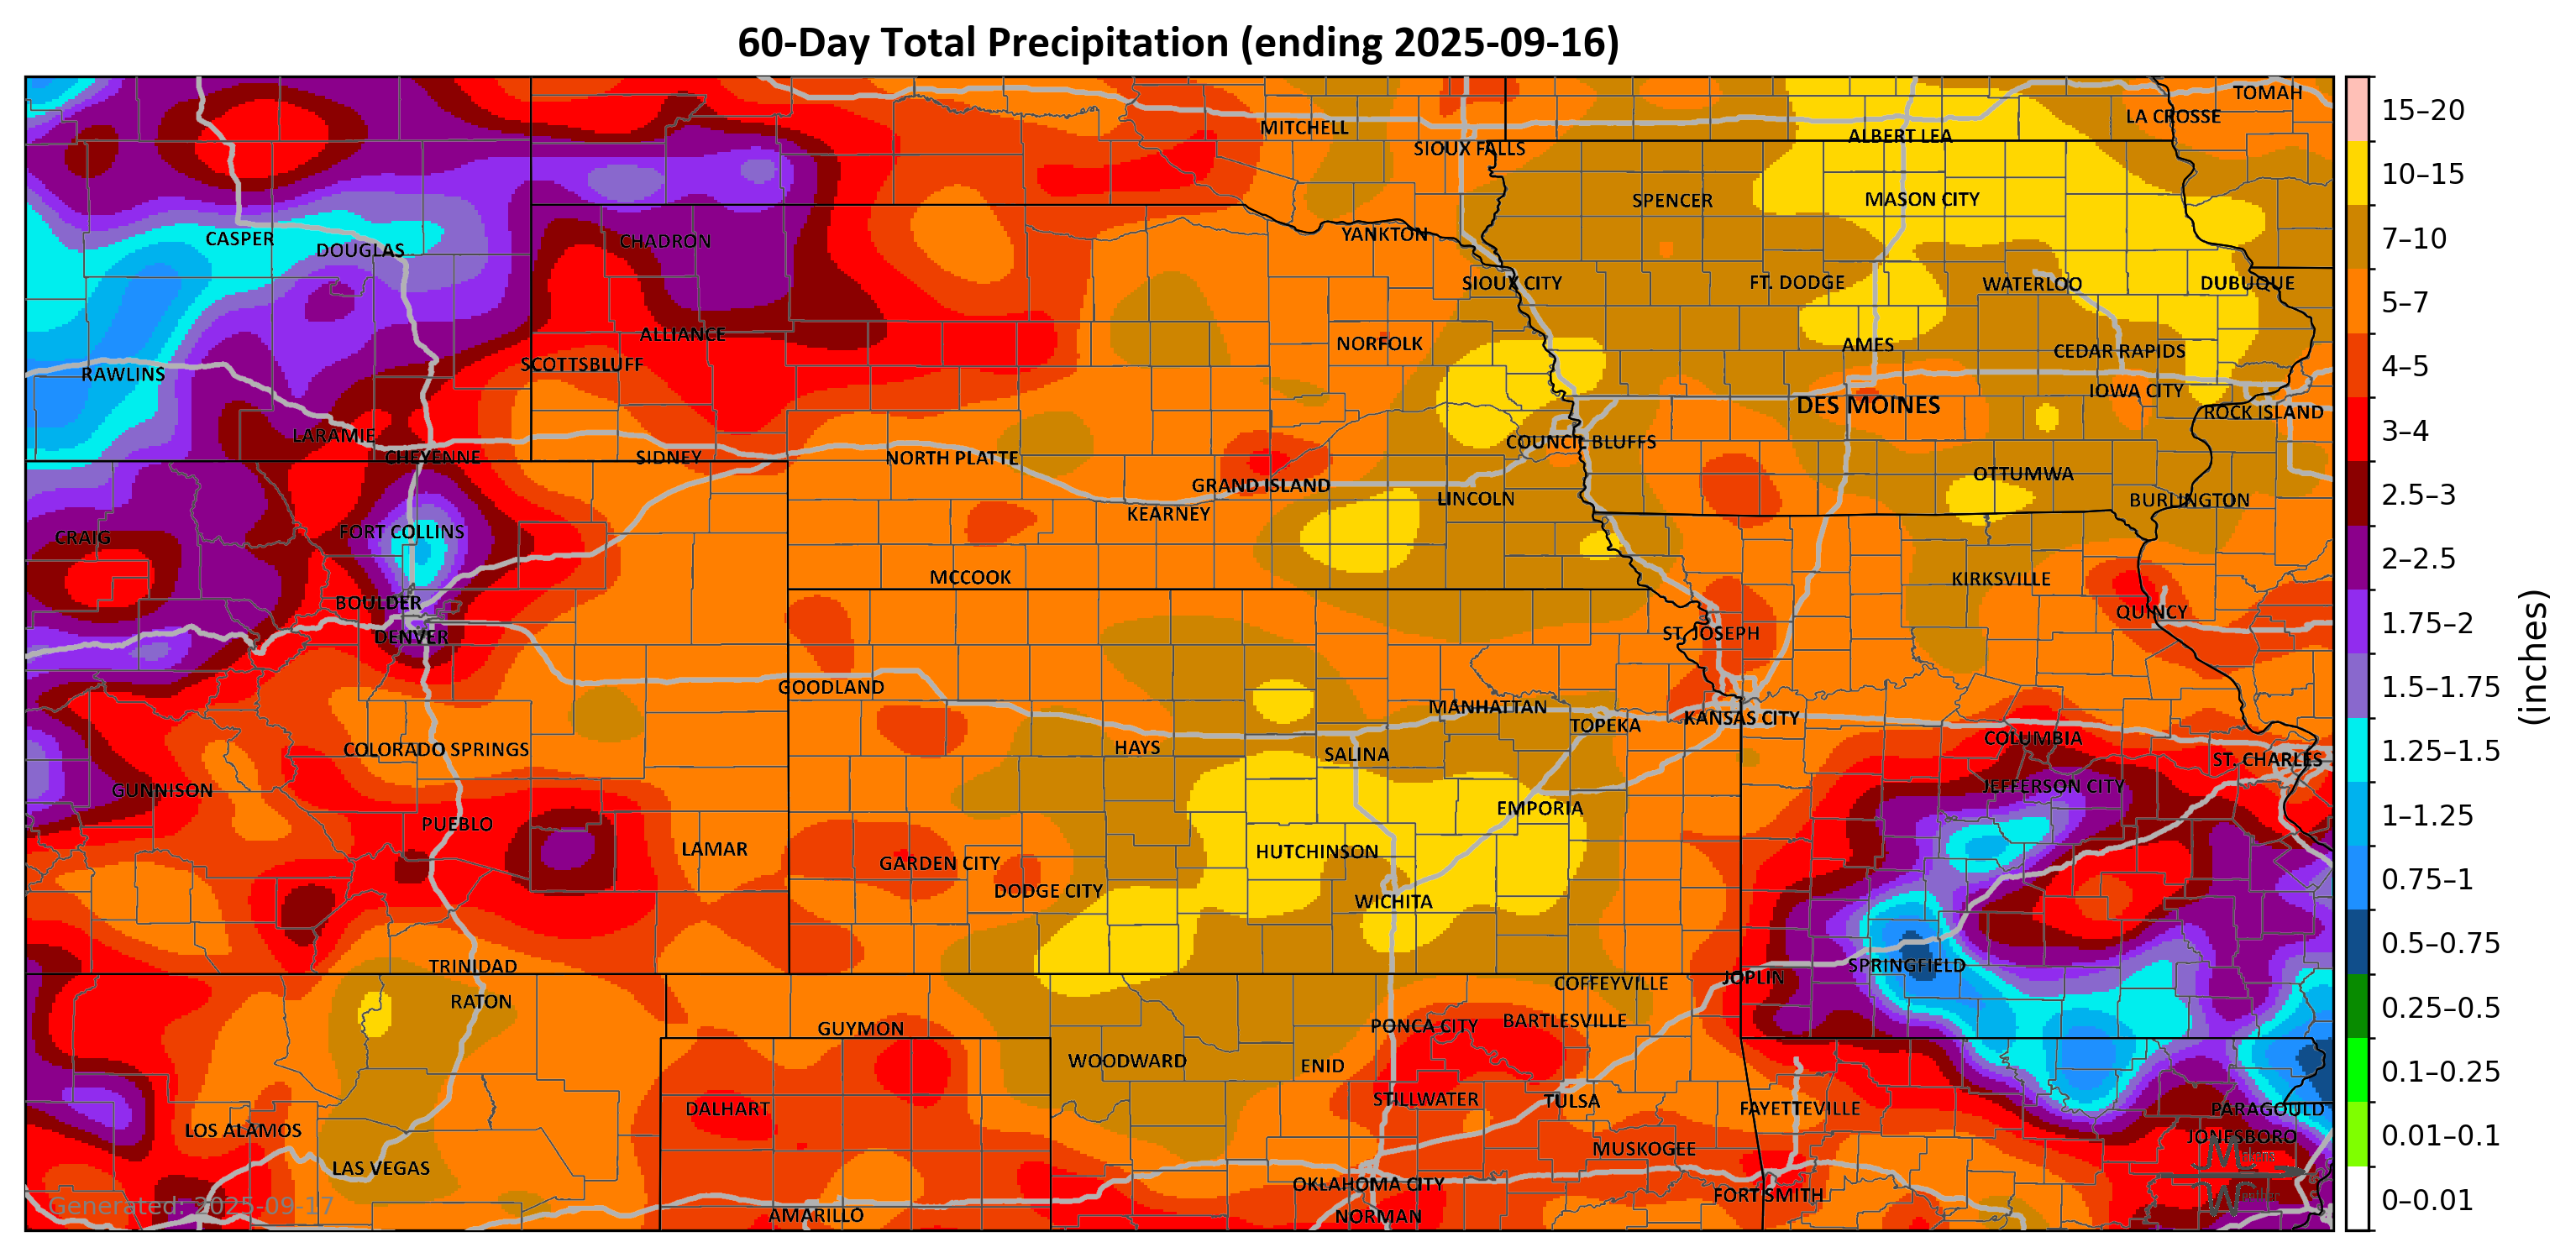 60-Day Total Precipitation (ending 2025-09-16)
TOMAH
LA CROSSE
MITCHELL
ALBERT LEA
SIOUX FALLS
SPENCER
MASON CITY
CASPER
DOUGLAS
CHADRON
YANKTON
SIOUX CITY
FT. DODGE
WATERLOO
DUBUQUE
ALLIANCE
NORFOLK
AMES
CEDAR RAPIDS
SCOTTSBLUFF
RAWLINS
IOWA CITY
DES MOINES
ROCK ISLAND
LARAMIE
COUNCIL BLUFFS
CHEYENNE
SIDNEY
NORTH PLATTE
OTTUMWA
GRAND ISLAND
LINCOLN
BURLINGTON
KEARNEY
FORT COLLINS
CRAIG
MCCOOK
KIRKSVILLE
BOULDER
QUINCY
DENVER
ST. JOSEPH
GOODLAND
MANHATTAN
KANSAS CITY
TOPEKA
COLUMBIA
COLORADO SPRINGS
HAYS
SALINA
ST. CHARLES
GUNNISON
JEFFERSON CITY
EMPORIA
PUEBLO
LAMAR
HUTCHINSON
GARDEN CITY
DODGE CITY
WICHITA
TRINIDAD
SPRINGFIELD
JOPLIN
COFFEYVILLE
RATON
GUYMON
PONCA CITY
BARTLESVILLE
WOODWARD
ENID
STILLWATER
TULSA
DALHART
FAYETTEVILLE
PARAGOULD
LOS ALAMOS
JONESBORO
MUSKOGEE
LAS VEGAS
OKLAHOMA CITY
FORT SMITH
AMARILLO
NORMAN
Generated: 2025-09-17
15–20
10–15
7–10
5–7
4–5
3–4
2.5–3
2–2.5
1.75–2
1.5–1.75
1.25–1.5
1–1.25
0.75–1
0.5–0.75
0.25–0.5
0.1–0.25
0.01–0.1
0–0.01
(inches)